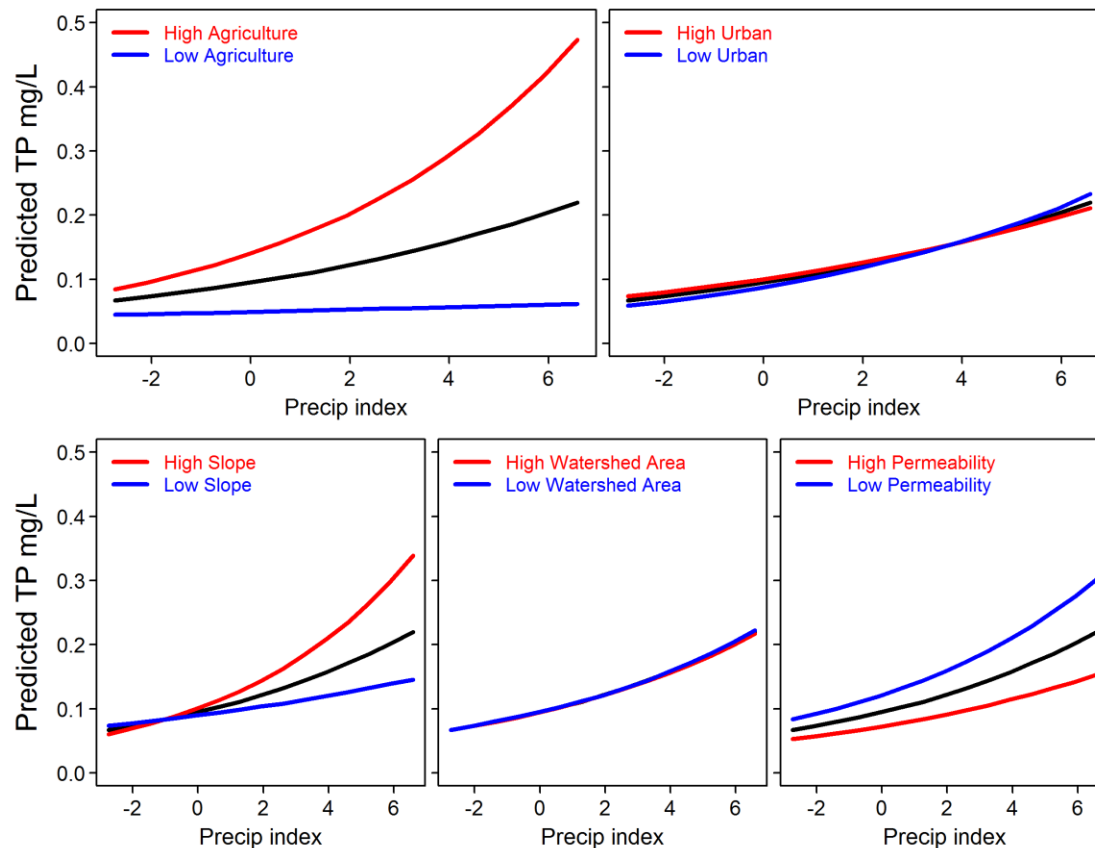 Predicted TP mg/L
0.5
0.4
0.3
0.2
0.1
0.0
High Agriculture
Low Agriculture
-2 0 2 4 6
Precip index
High Urban
Low Urban
-2 0 2 4 6
Precip index
Predicted TP mg/L
0.5
0.4
0.3
0.2
0.1
0.0
High Slope
Low Slope
-2 0 2 4 6
Precip index
High Watershed Area
Low Watershed Area
-2 0 2 4 6
Precip index
High Permeability
Low Permeability
-2 0 2 4 6
Precip index